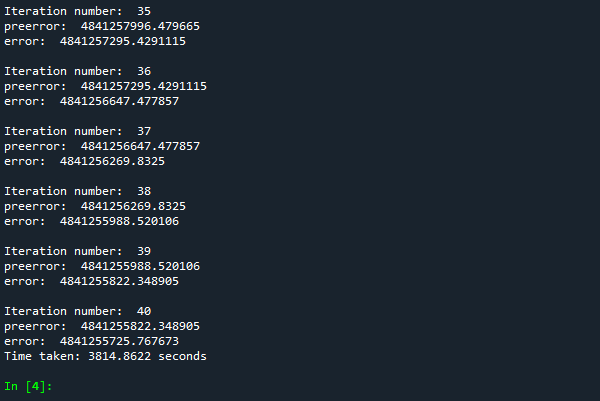 Iteration number:  35
preerror:  4841257996.479665
error:  4841257295.4291115
Iteration number:  36
preerror:  4841257295.4291115
error:  4841256647.477857
Iteration number:  37
preerror:  4841256647.477857
error:  4841256269.8325
Iteration number:  38
preerror:  4841256269.8325
error:  4841255988.520106
Iteration number:  39
preerror:  4841255988.520106
error:  4841255822.348905
Iteration number:  40
preerror:  4841255822.348905
error:  4841255725.767673
Time taken: 3814.8622 seconds
In [4]: